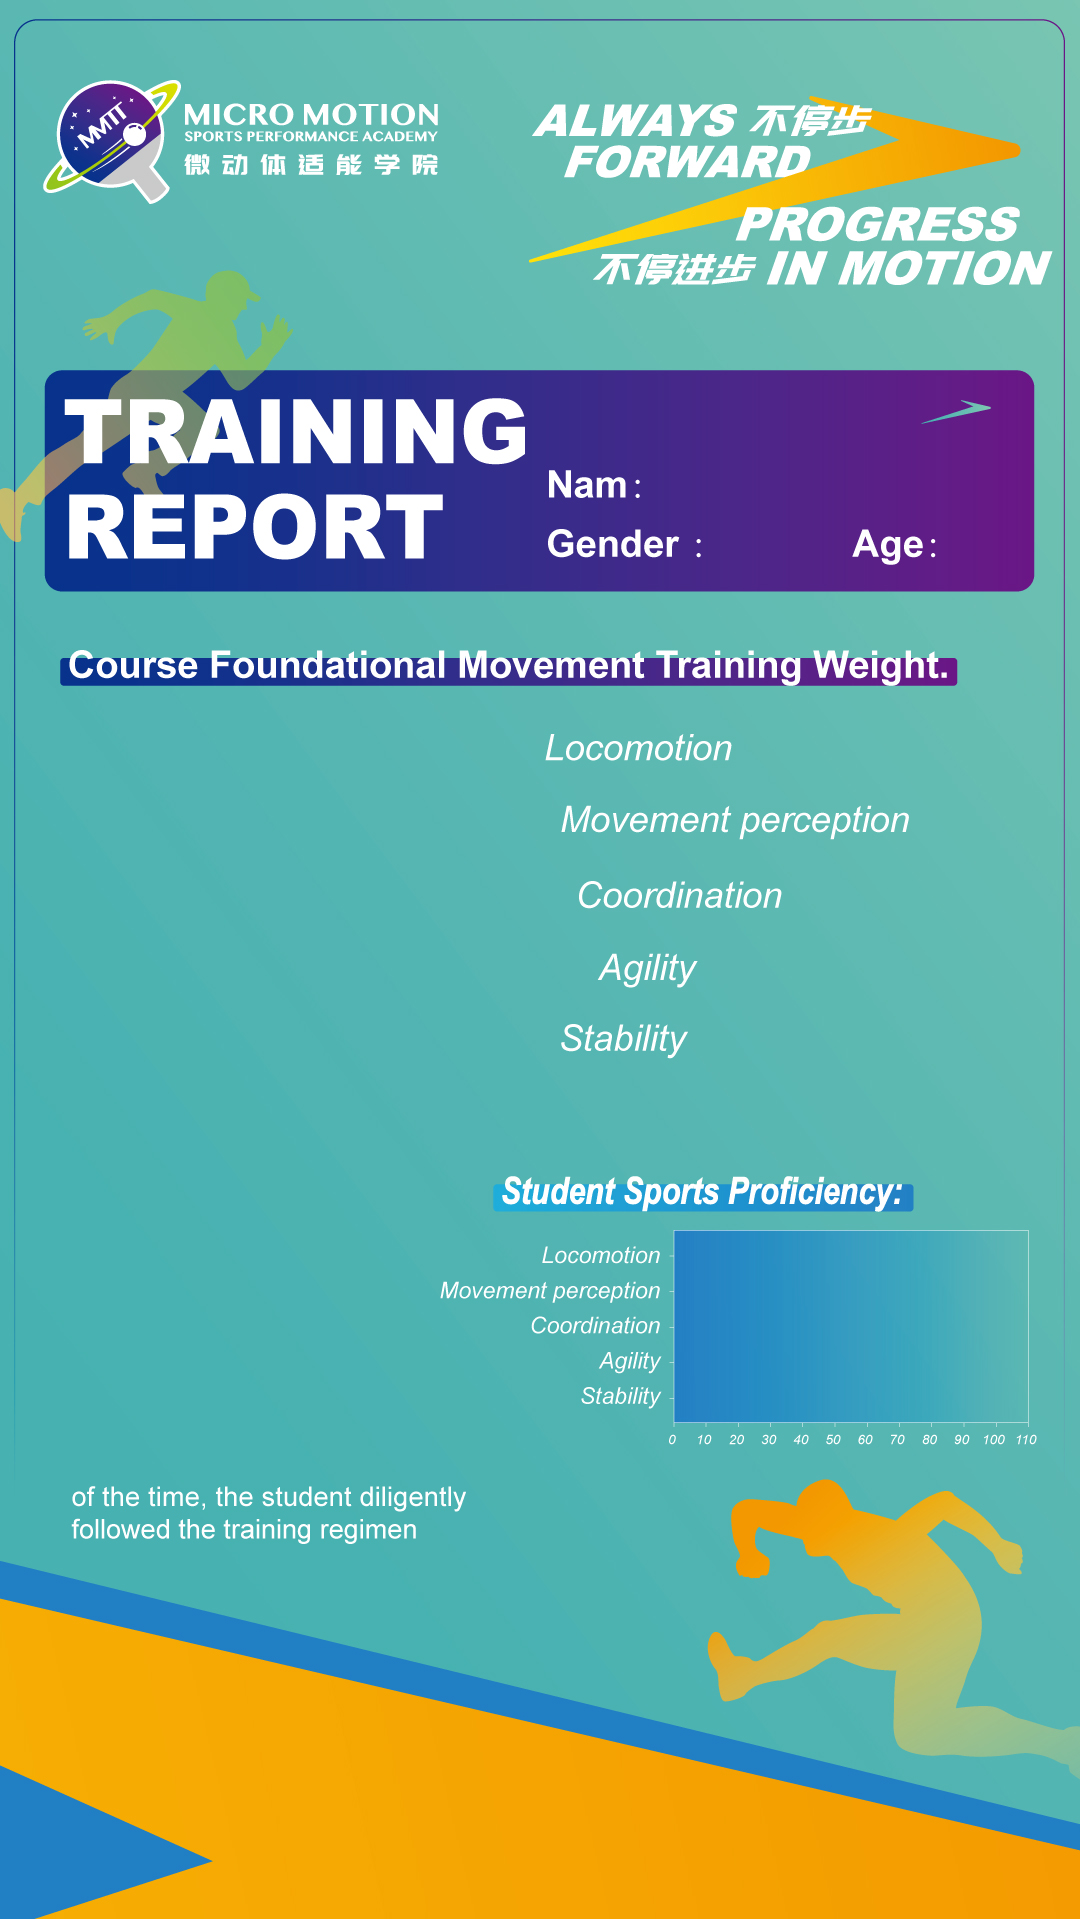 MMTT
MICRO MOTION
SPORTS PERFORMANCE ACADEMY
微动体适能学院
ALWAYS 不停步
FORWARD
PROGRESS
不停进步 IN MOTION
TRAINING
REPORT
Nam:
Gender :
Age:
Course Foundational Movement Training Weight.
Locomotion
Movement perception
Coordination
Agility
Stability
Student Sports Proficiency:
Locomotion
Movement perception
Coordination
Agility
Stability
0 10 20 30 40 50 60 70 80 90 100 110
of the time, the student diligently
followed the training regimen